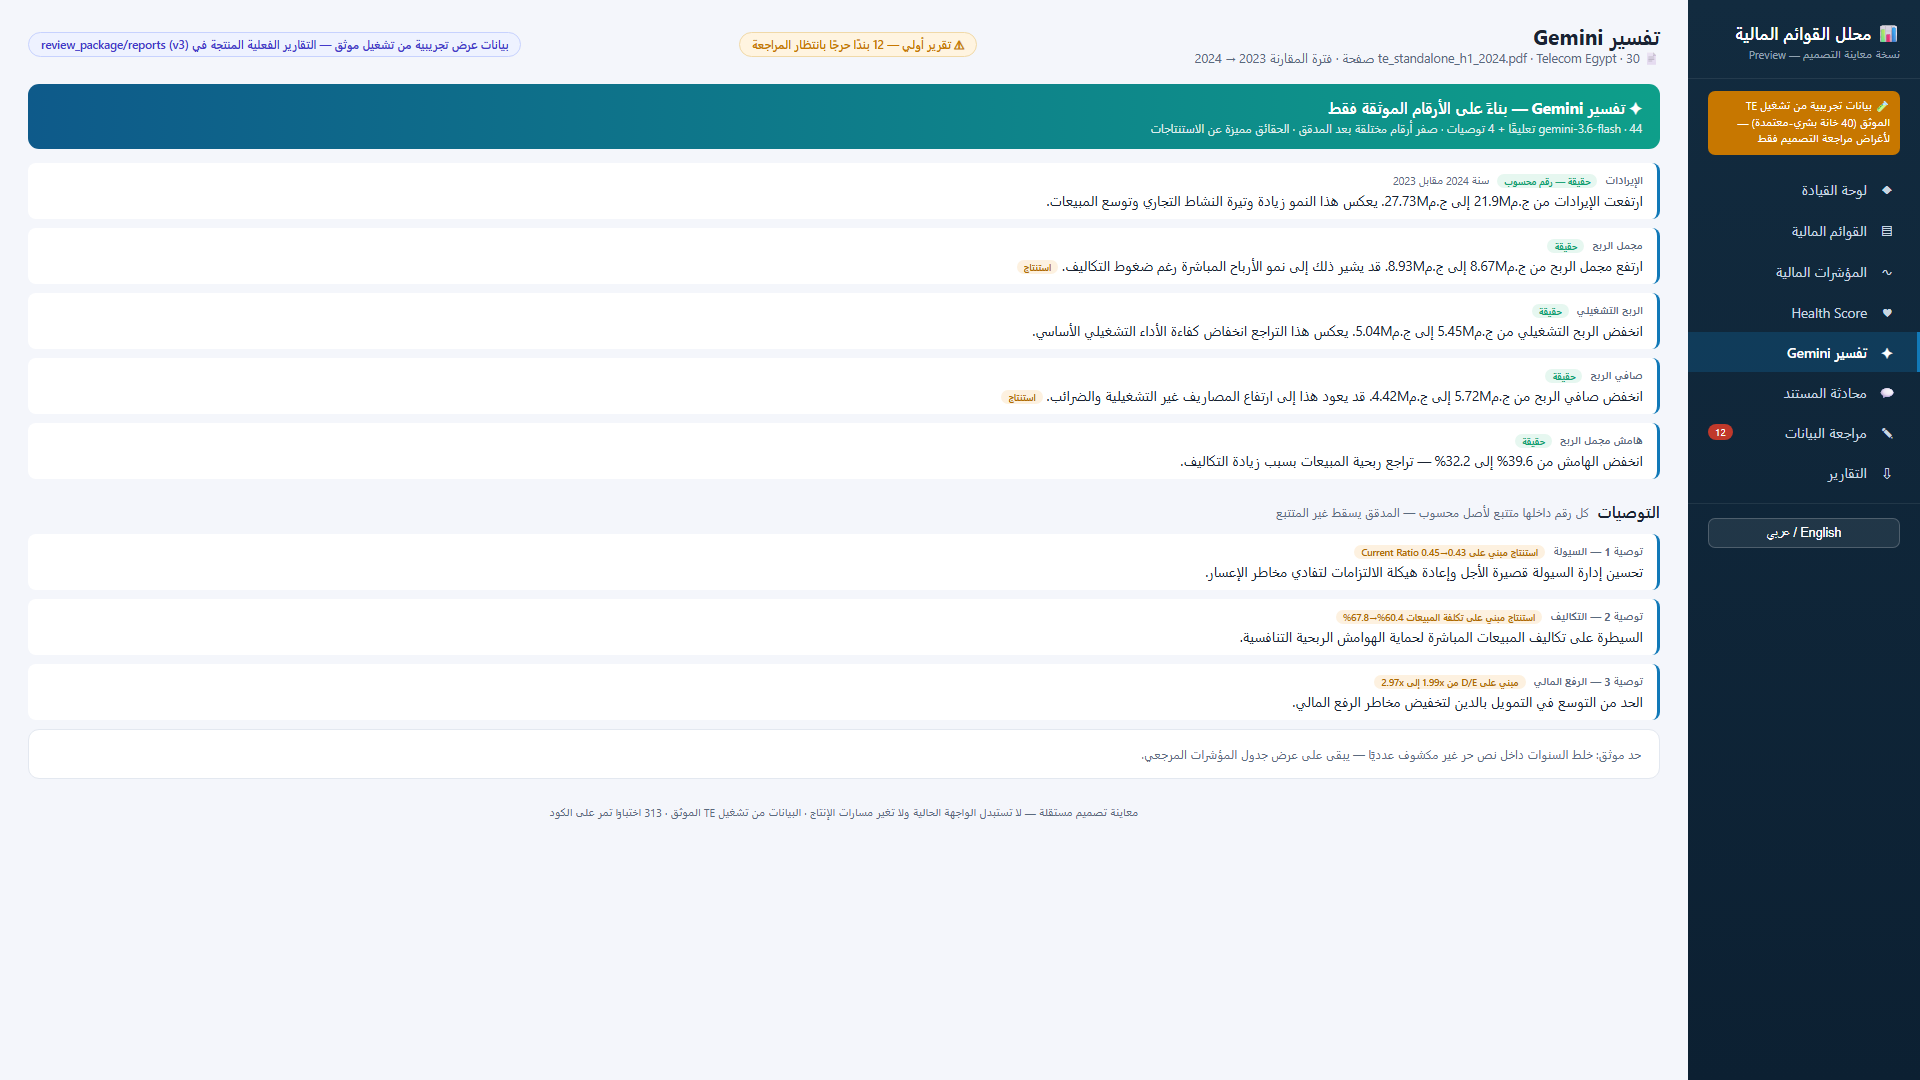 محلل القوائم المالية
نسخة معاينة التصميم — Preview
بيانات تجريبية من تشغيل TE
الموثق (40 خانة بشري-معتمدة) —
لأغراض مراجعة التصميم فقط
لوحة القيادة
القوائم المالية
المؤشرات المالية
Health Score
تفسير Gemini
محادثة المستند
مراجعة البيانات
12
التقارير
عربي / English
تفسير Gemini
te_standalone_h1_2024.pdf · Telecom Egypt · 30 صفحة · فترة المقارنة 2023 → 2024
⚠ تقرير أولي — 12 بندًا حرجًا بانتظار المراجعة
بيانات عرض تجريبية من تشغيل موثق — التقارير الفعلية المنتجة في review_package/reports (v3)
✦ تفسير Gemini — بناءً على الأرقام الموثقة فقط
gemini-3.6-flash · 44 تعليقًا + 4 توصيات · صفر أرقام مختلقة بعد المدقق · الحقائق مميزة عن الاستنتاجات
الإيرادات حقيقة — رقم محسوب سنة 2024 مقابل 2023
ارتفعت الإيرادات من ج.م21.9M إلى ج.م27.73M. يعكس هذا النمو زيادة وتيرة النشاط التجاري وتوسع المبيعات.
مجمل الربح حقيقة
ارتفع مجمل الربح من ج.م8.67M إلى ج.م8.93M. قد يشير ذلك إلى نمو الأرباح المباشرة رغم ضغوط التكاليف. استنتاج
الربح التشغيلي حقيقة
انخفض الربح التشغيلي من ج.م5.45M إلى ج.م5.04M. يعكس هذا التراجع انخفاض كفاءة الأداء التشغيلي الأساسي.
صافي الربح حقيقة
انخفض صافي الربح من ج.م5.72M إلى ج.م4.42M. قد يعود هذا إلى ارتفاع المصاريف غير التشغيلية والضرائب. استنتاج
هامش مجمل الربح حقيقة
انخفض الهامش من 39.6% إلى 32.2% — تراجع ربحية المبيعات بسبب زيادة التكاليف.
التوصيات كل رقم داخلها متتبع لأصل محسوب — المدقق يسقط غير المتتبع
توصية 1 — السيولة استنتاج مبني على Current Ratio 0.45→0.43
تحسين إدارة السيولة قصيرة الأجل وإعادة هيكلة الالتزامات لتفادي مخاطر الإعسار.
توصية 2 — التكاليف استنتاج مبني على تكلفة المبيعات 60.4%→67.8%
السيطرة على تكاليف المبيعات المباشرة لحماية الهوامش الربحية التنافسية.
توصية 3 — الرفع المالي مبني على D/E من 1.99x إلى 2.97x
الحد من التوسع في التمويل بالدين لتخفيض مخاطر الرفع المالي.
حد موثق: خلط السنوات داخل نص حر غير مكشوف عدديًا — يبقى على عرض جدول المؤشرات المرجعي.
معاينة تصميم مستقلة — لا تستبدل الواجهة الحالية ولا تغير مسارات الإنتاج · البيانات من تشغيل TE الموثق · 313 اختبارا تمر على الكود